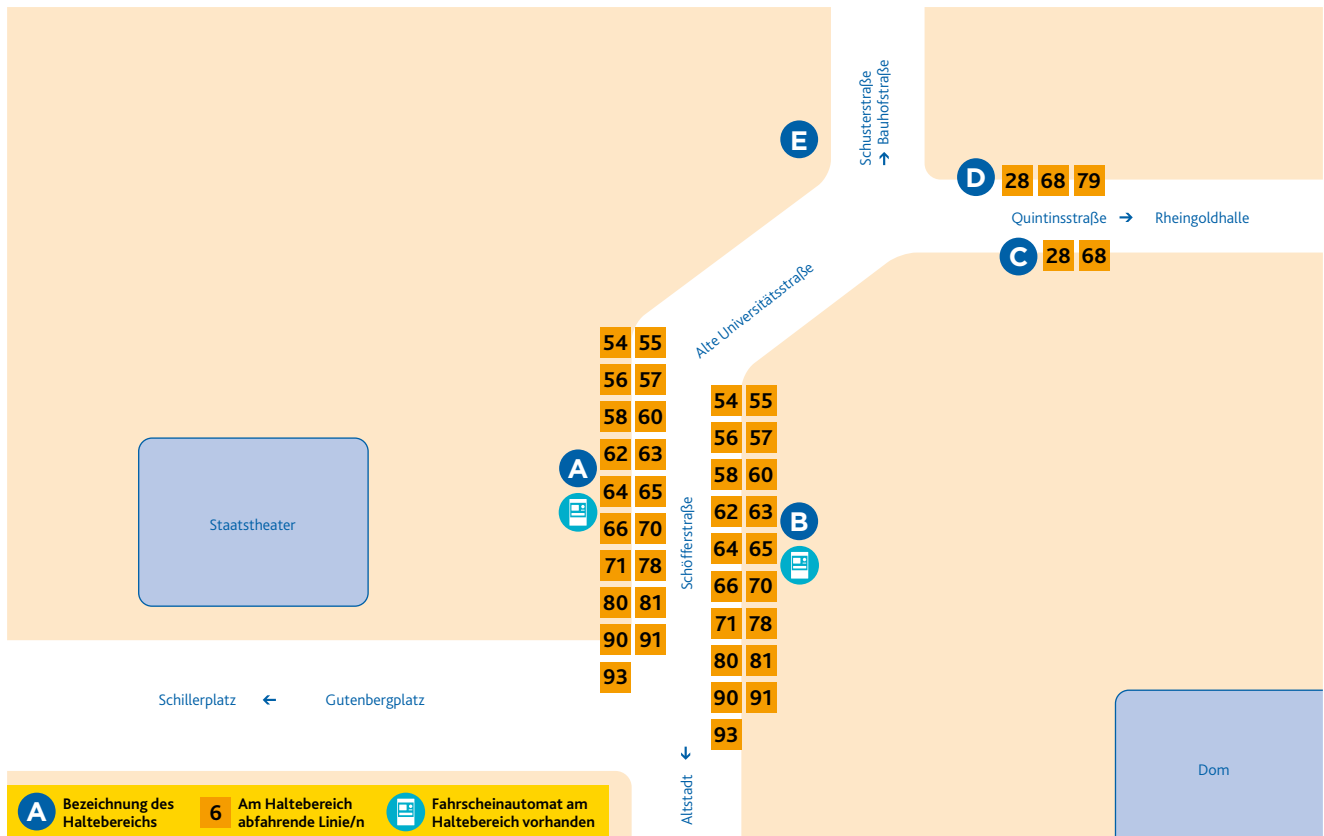 Schusterstraße
→ Bauhofstraße
E
D 28 68 79
Quintinsstraße → Rheingoldhalle
C 28 68
Alte Universitätsstraße
54 55
56 57
58 60
62 63
64 65
66 70
71 78
80 81
90 91
93
A
Schöfferstraße
54 55
56 57
58 60
62 63
64 65
66 70
71 78
80 81
90 91
93
B
Staatstheater
Schillerplatz ← Gutenbergplatz
← Altstadt
Dom
A Bezeichnung des
Haltebereichs
6 Am Haltebereich
abfahrende Linie/n
Fahrscheinautomat am
Haltebereich vorhanden